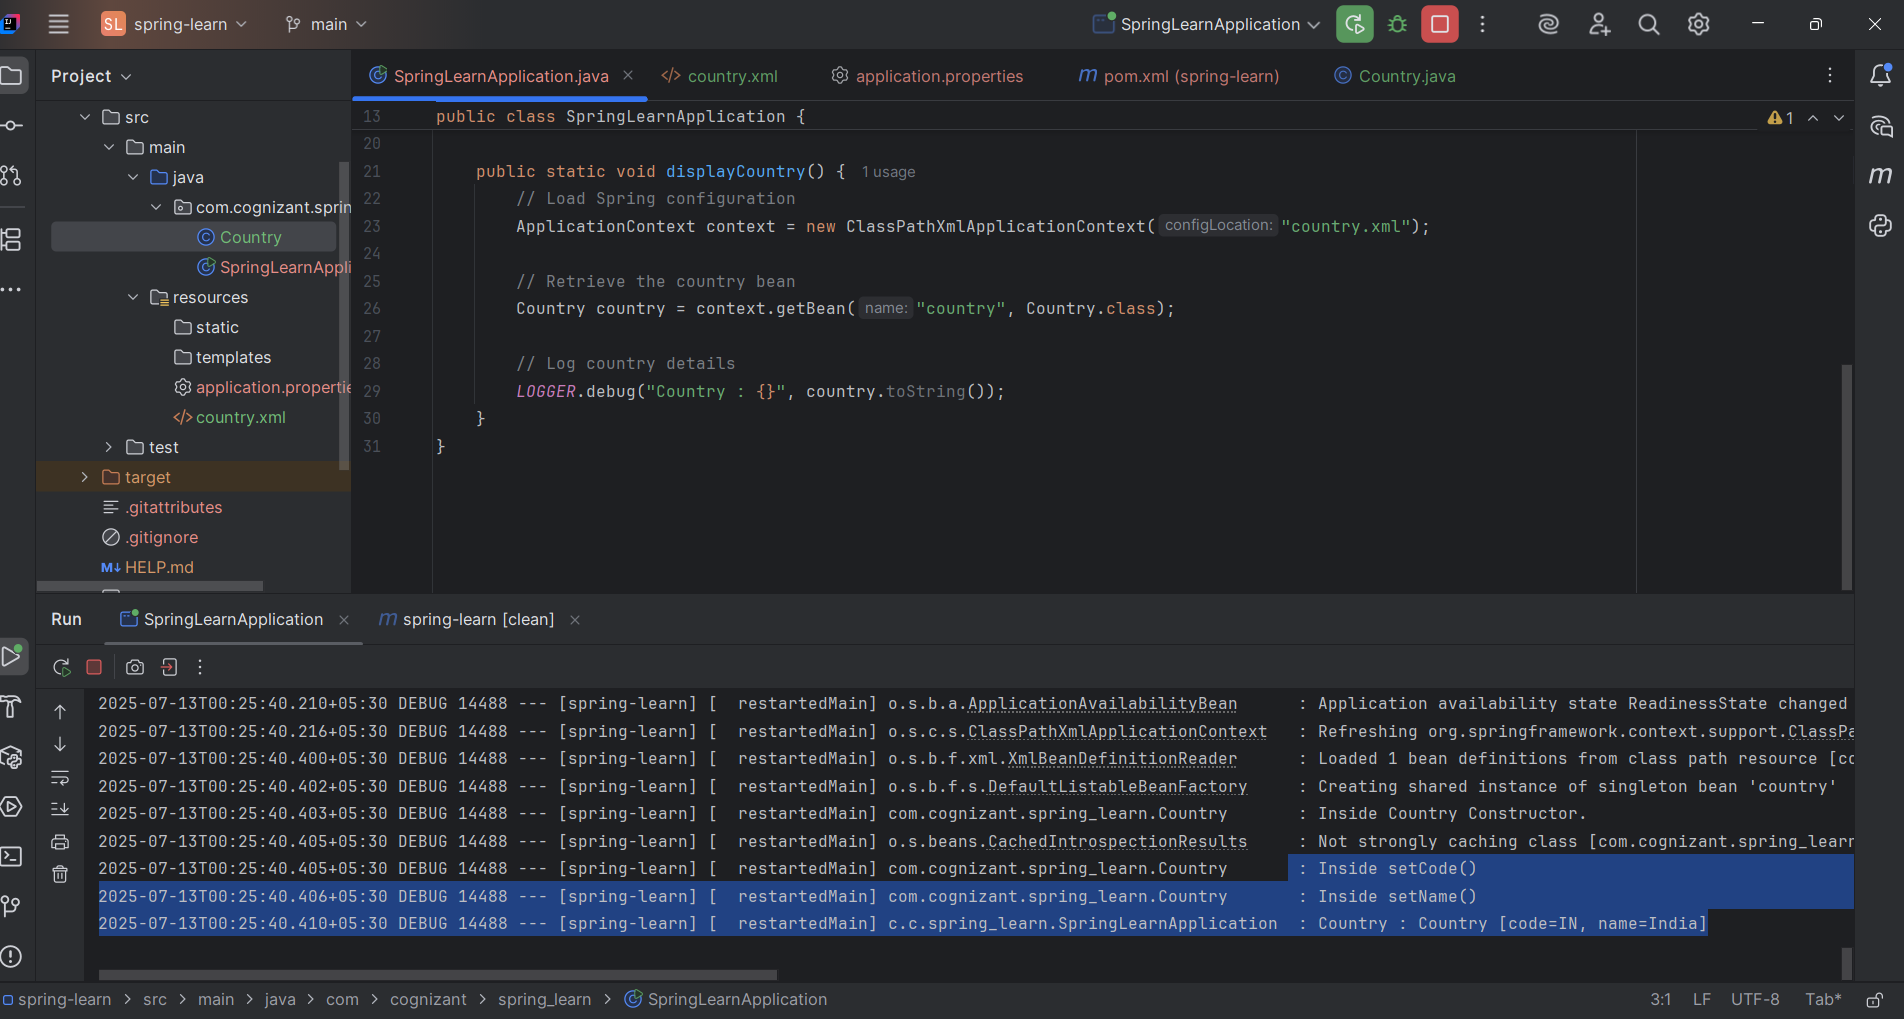 SL spring-learn main SpringLearnApplication
Project
src
main
java
com.cognizant.sprin
Country
SpringLearnAppli
resources
static
templates
application.propertie
country.xml
test
target
.gitattributes
.gitignore
M↓ HELP.md
SpringLearnApplication.java country.xml application.properties m pom.xml (spring-learn) Country.java
13 public class SpringLearnApplication { 1
20
21 public static void displayCountry() { 1 usage
22 // Load Spring configuration
23 ApplicationContext context = new ClassPathXmlApplicationContext( configLocation: "country.xml");
24
25 // Retrieve the country bean
26 Country country = context.getBean( name: "country", Country.class);
27
28 // Log country details
29 LOGGER.debug("Country : {}", country.toString());
30 }
31 }
Run SpringLearnApplication m spring-learn [clean]
2025-07-13T00:25:40.210+05:30 DEBUG 14488 --- [spring-learn] [ restartedMain] o.s.b.a.ApplicationAvailabilityBean : Application availability state ReadinessState changed
2025-07-13T00:25:40.216+05:30 DEBUG 14488 --- [spring-learn] [ restartedMain] o.s.c.s.ClassPathXmlApplicationContext : Refreshing org.springframework.context.support.ClassPa
2025-07-13T00:25:40.400+05:30 DEBUG 14488 --- [spring-learn] [ restartedMain] o.s.b.f.xml.XmlBeanDefinitionReader : Loaded 1 bean definitions from class path resource [co
2025-07-13T00:25:40.402+05:30 DEBUG 14488 --- [spring-learn] [ restartedMain] o.s.b.f.s.DefaultListableBeanFactory : Creating shared instance of singleton bean 'country'
2025-07-13T00:25:40.403+05:30 DEBUG 14488 --- [spring-learn] [ restartedMain] com.cognizant.spring_learn.Country : Inside Country Constructor.
2025-07-13T00:25:40.405+05:30 DEBUG 14488 --- [spring-learn] [ restartedMain] o.s.beans.CachedIntrospectionResults : Not strongly caching class [com.cognizant.spring_learn
2025-07-13T00:25:40.405+05:30 DEBUG 14488 --- [spring-learn] [ restartedMain] com.cognizant.spring_learn.Country : Inside setCode()
2025-07-13T00:25:40.406+05:30 DEBUG 14488 --- [spring-learn] [ restartedMain] com.cognizant.spring_learn.Country : Inside setName()
2025-07-13T00:25:40.410+05:30 DEBUG 14488 --- [spring-learn] [ restartedMain] c.c.spring_learn.SpringLearnApplication : Country : Country [code=IN, name=India]
spring-learn > src > main > java > com > cognizant > spring_learn > SpringLearnApplication 3:1 LF UTF-8 Tab*